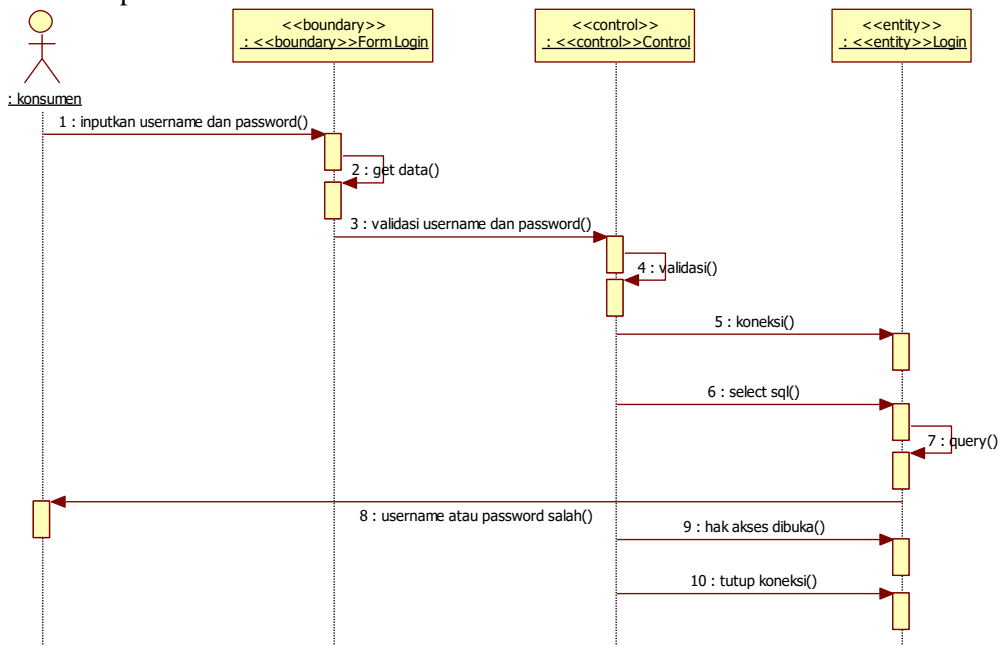 <<boundary>>
: <<boundary>>Form Login
<<control>>
: <<control>>Control
<<entity>>
: <<entity>>Login
: konsumen
1 : inputkan username dan password()
2 : get data()
3 : validasi username dan password()
4 : validasi()
5 : koneksi()
6 : select sql()
7 : query()
8 : username atau password salah()
9 : hak akses dibuka()
10 : tutup koneksi()